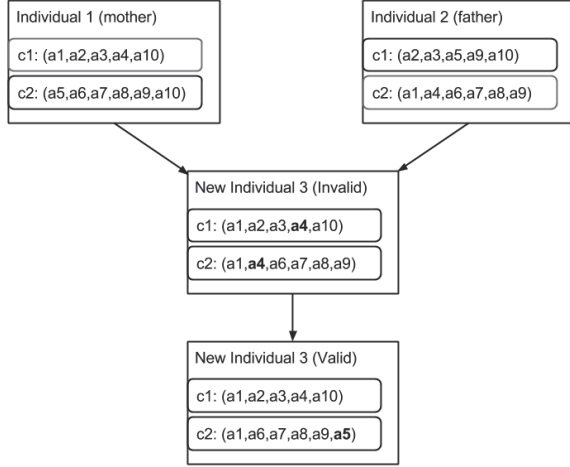 Individual 1 (mother)
c1: (a1,a2,a3,a4,a10)
c2: (a5,a6,a7,a8,a9,a10)
Individual 2 (father)
c1: (a2,a3,a5,a9,a10)
c2: (a1,a4,a6,a7,a8,a9)
New Individual 3 (Invalid)
c1: (a1,a2,a3,a4,a10)
c2: (a1,a4,a6,a7,a8,a9)
New Individual 3 (Valid)
c1: (a1,a2,a3,a4,a10)
c2: (a1,a6,a7,a8,a9,a5)